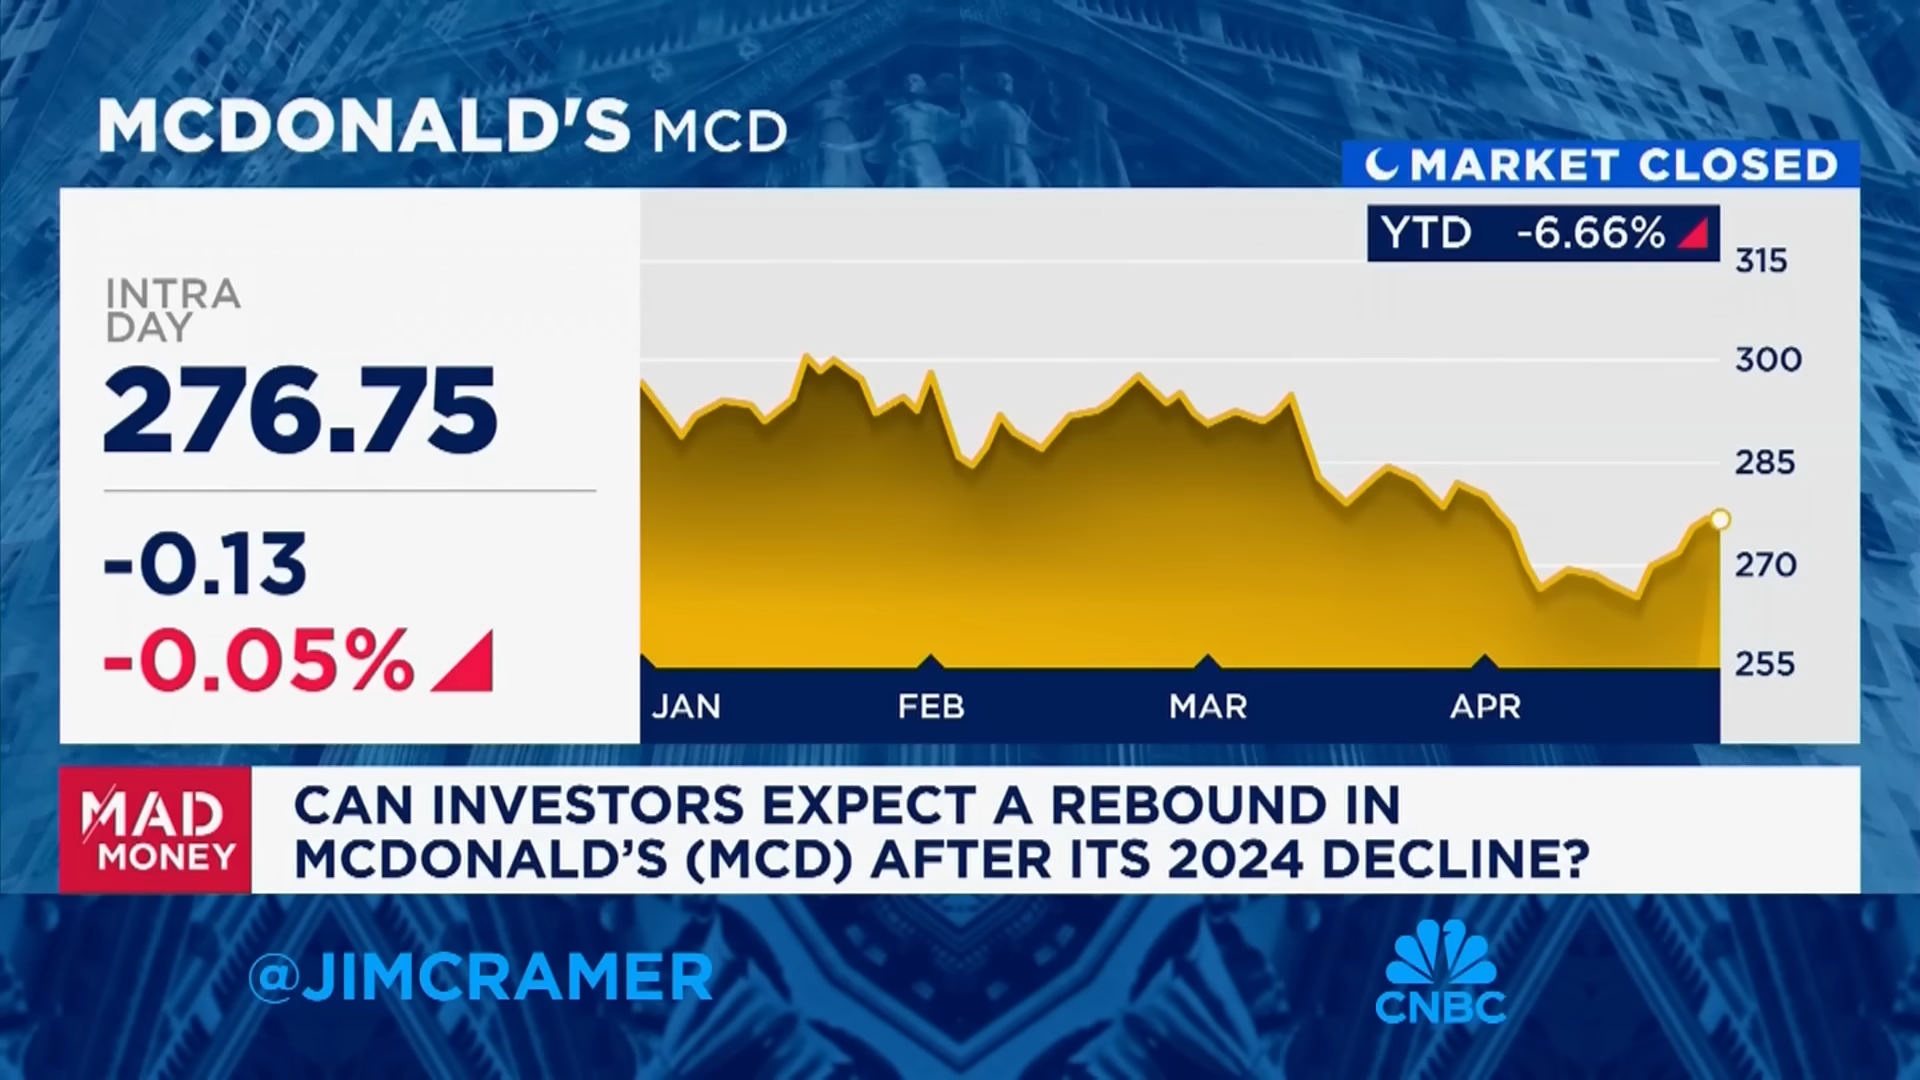 MCDONALD'S MCD
MARKET CLOSED
YTD -6.66%
INTRA
DAY
276.75
-0.13
-0.05%
315
300
285
270
255
JAN FEB MAR APR
MAD
MONEY
CAN INVESTORS EXPECT A REBOUND IN
MCDONALD’S (MCD) AFTER ITS 2024 DECLINE?
@JIMCRAMER
CNBC